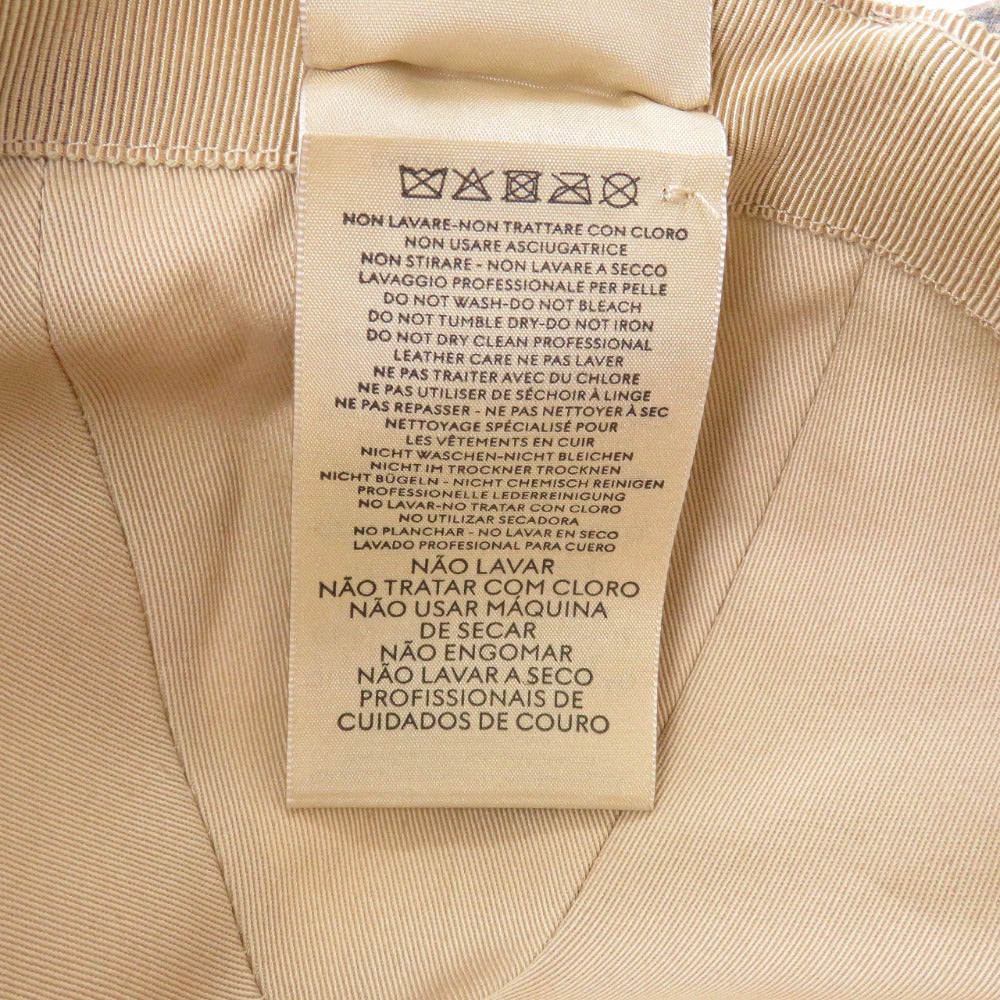 NON LAVARE-NON TRATTARE CON CLORO
NON USARE ASCIUGATRICE
NON STIRARE - NON LAVARE A SECCO
LAVAGGIO PROFESSIONALE PER PELLE
DO NOT WASH-DO NOT BLEACH
DO NOT TUMBLE DRY-DO NOT IRON
DO NOT DRY CLEAN PROFESSIONAL
LEATHER CARE NE PAS LAVER
NE PAS TRAITER AVEC DU CHLORE
NE PAS UTILISER DE SÉCHOIR À LINGE
NE PAS REPASSER - NE PAS NETTOYER À SEC
NETTOYAGE SPÉCIALISÉ POUR
LES VÊTEMENTS EN CUIR
NICHT WASCHEN-NICHT BLEICHEN
NICHT IM TROCKNER TROCKNEN
NICHT BÜGELN - NICHT CHEMISCH REINIGEN
PROFESSIONELLE LEDERREINIGUNG
NO LAVAR-NO TRATAR CON CLORO
NO UTILIZAR SECADORA
NO PLANCHAR - NO LAVAR EN SECO
LAVADO PROFESIONAL PARA CUERO
NÃO LAVAR
NÃO TRATAR COM CLORO
NÃO USAR MÁQUINA
DE SECAR
NÃO ENGOMAR
NÃO LAVAR A SECO
PROFISSIONAIS DE
CUIDADOS DE COURO